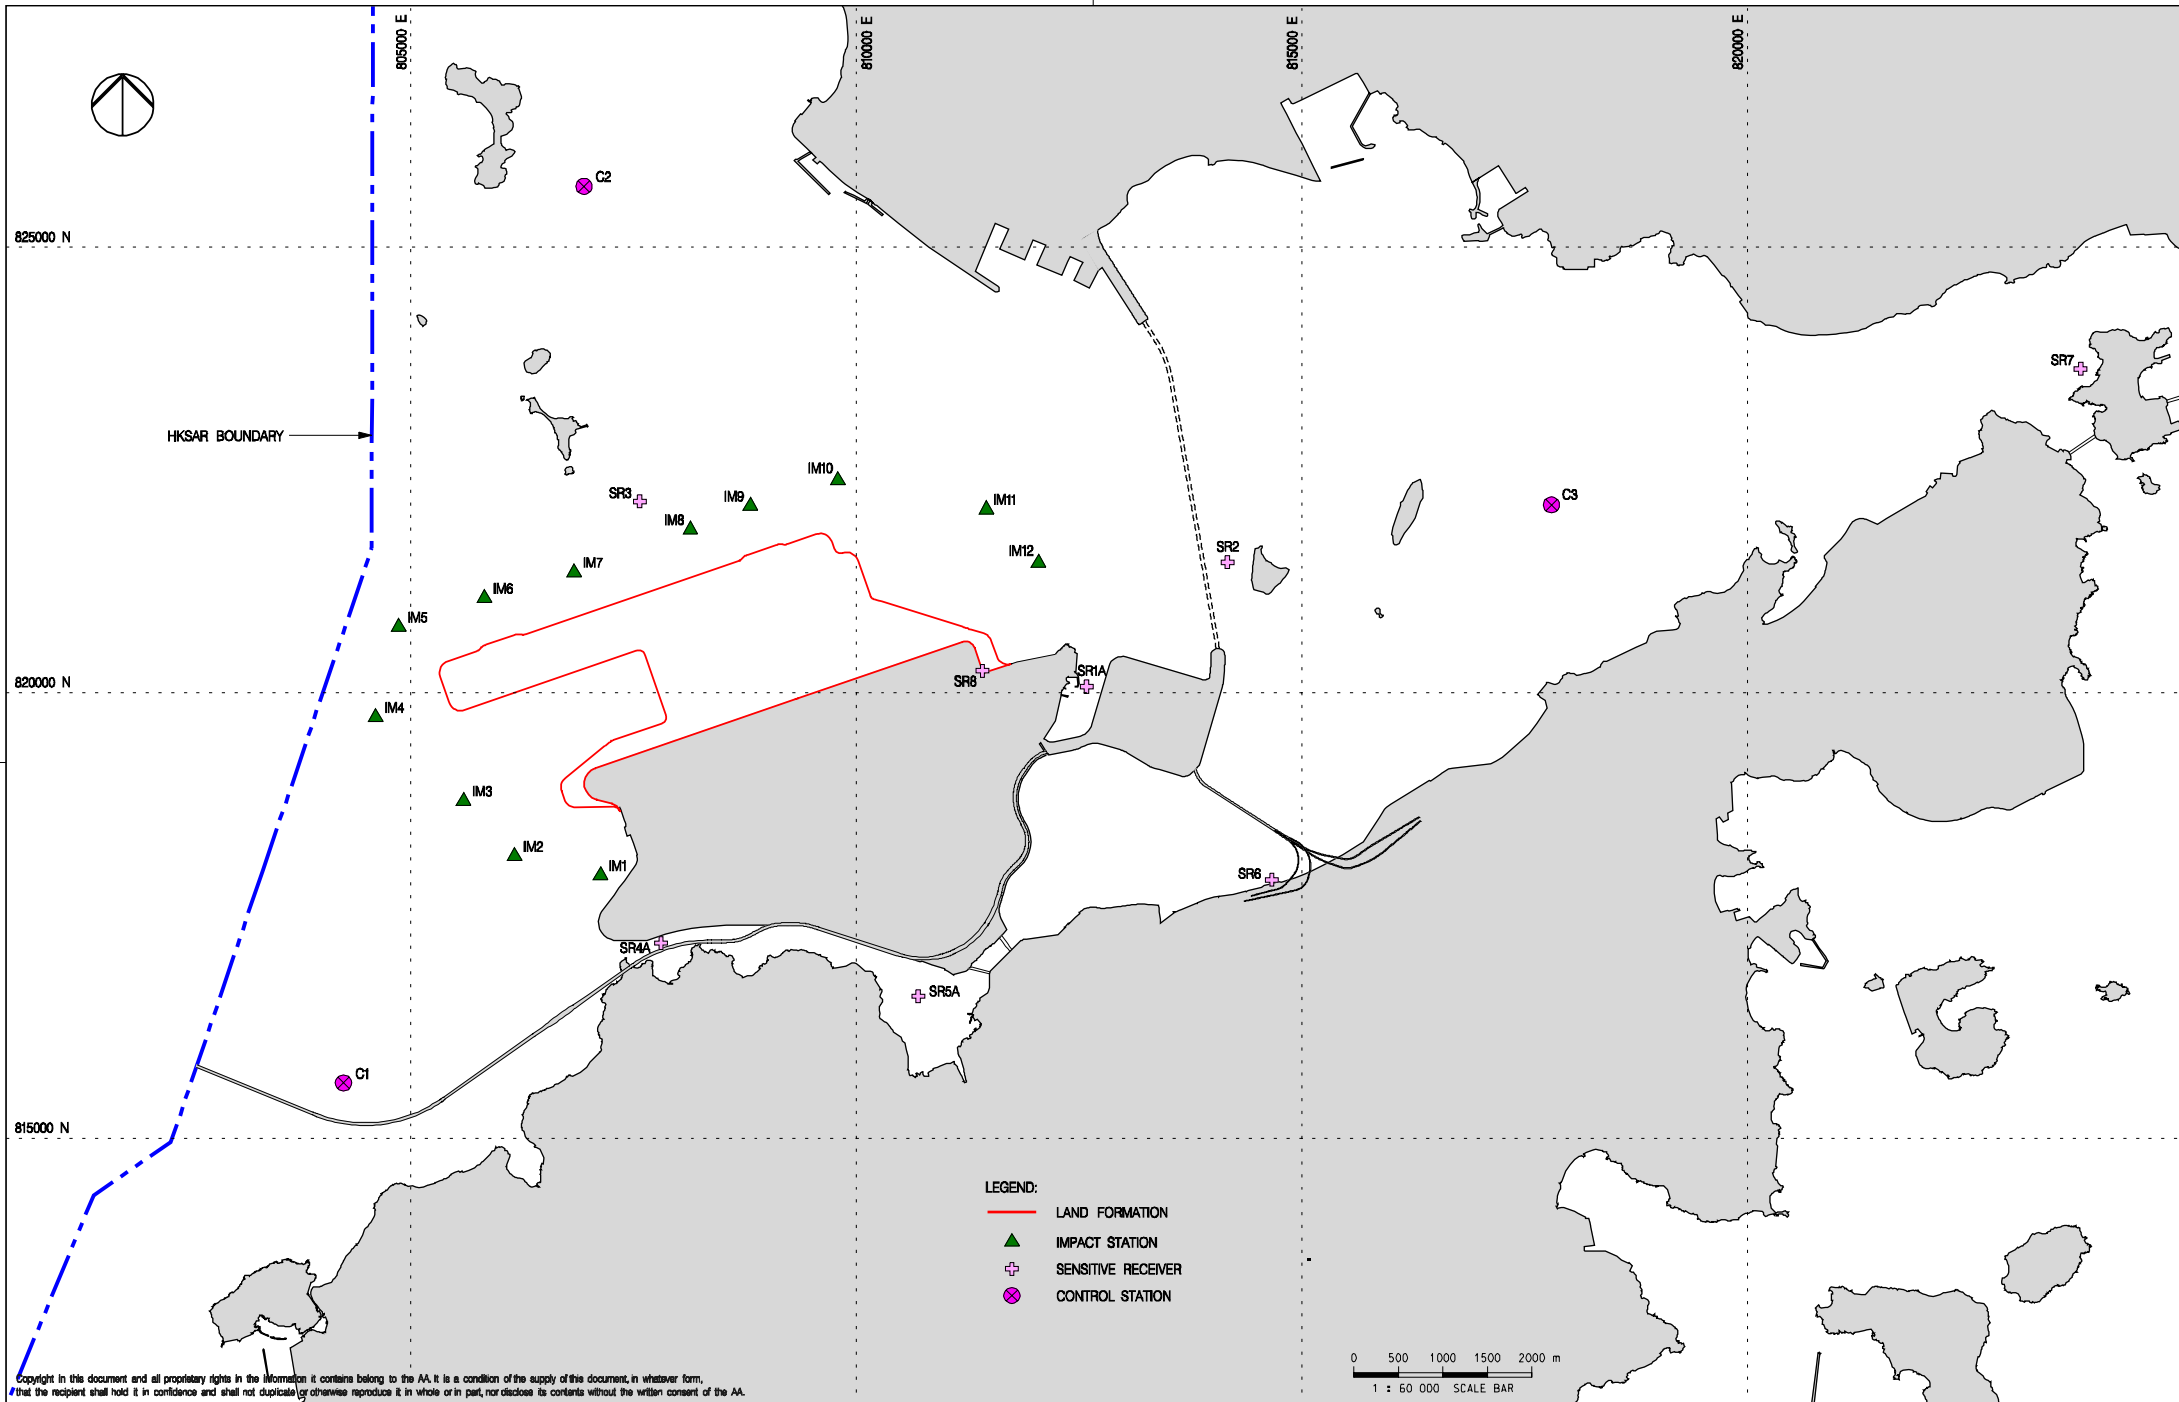 805000 E
810000 E
815000 E
820000 E
C2
825000 N
SR7
HKSAR BOUNDARY
IM10
SR3
IM9
IM11
C3
IM8
IM12
SR2
IM7
IM6
IM5
SR8
SR1A
820000 N
IM4
IM3
IM2
IM1
SR6
SR4A
SR5A
C1
815000 N
LEGEND:
LAND FORMATION
IMPACT STATION
SENSITIVE RECEIVER
CONTROL STATION
0 500 1000 1500 2000 m
1 : 60 000 SCALE BAR
Copyright in this document and all proprietary rights in the information it contains belong to the AA. It is a condition of the supply of this document, in whatever form,
that the recipient shall hold it in confidence and shall not duplicate or otherwise reproduce it in whole or in part, nor disclose its contents without the written consent of the AA.